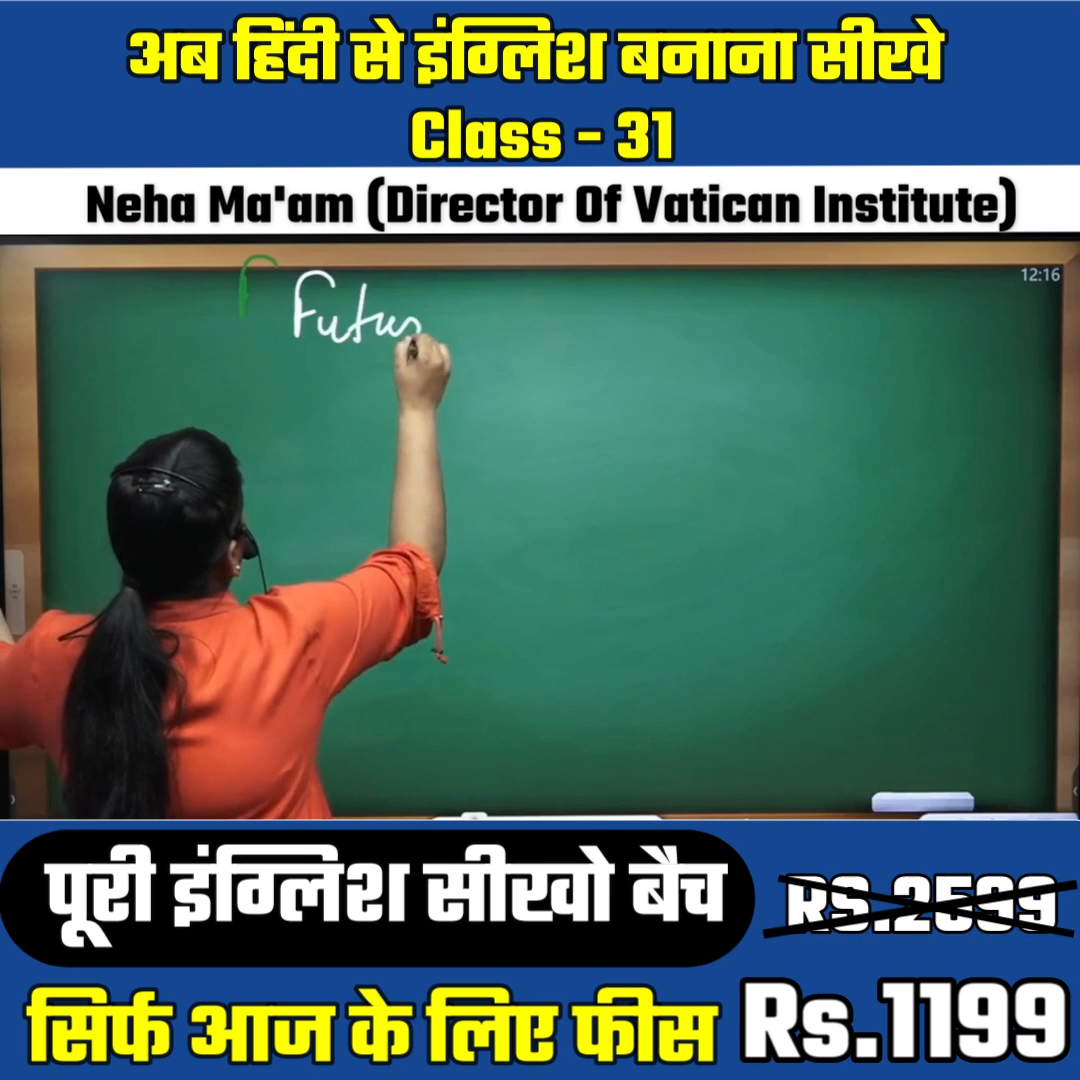 अब हिंदी से इंग्लिश बनाना सीखे
Class - 31
Neha Ma'am (Director Of Vatican Institute)
12:16
Futur
पूरी इंग्लिश सीखो बैच
RS.2599
सिर्फ आज के लिए फीस Rs.1199